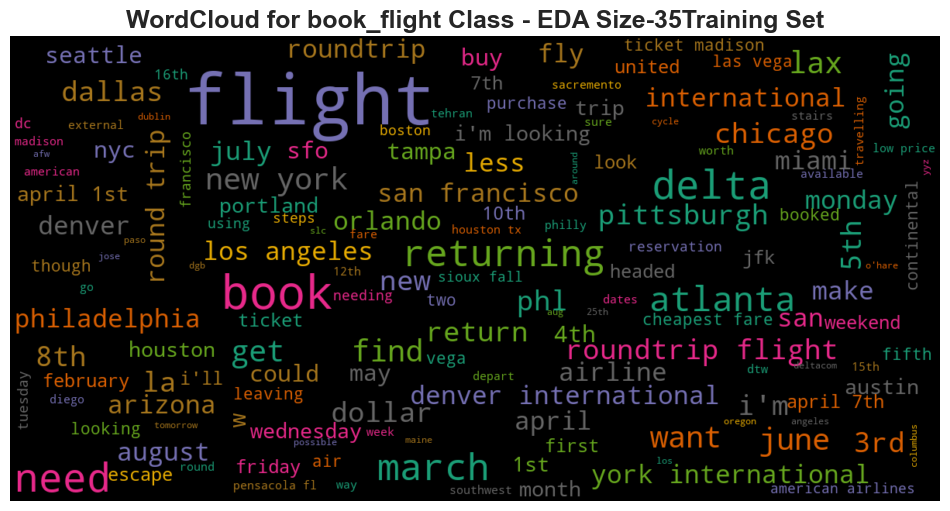 WordCloud for book_flight Class - EDA Size-35Training Set
seattle
roundtrip
buy
fly
ticket madison
las vega
lax
going
16th
flight
7th
united
dallas
sacremento
purchase
trip
international
dublin
tehran
stairs
dc
external
boston
i'm looking
sure
cycle
chicago
travelling
madison
nyc
francisco
july
sfo
tampa
less
look
worth
miami
low price
afw
american
round trip
new york
around
available
yyz
april 1st
san francisco
delta
monday
continental
portland
10th
pittsburgh
booked
denver
using
steps
orlando
houston tx
philly
5th
paso
slc
fare
los angeles
returning
reservation
jfk
o'hare
though
jose
dgb
12th
new
sioux fall
headed
go
book
needing
two
phl
dates
atlanta
make
philadelphia
ticket
aug
25th
cheapest fare
san
weekend
return
4th
8th
houston
get
find
vega
roundtrip flight
fifth
tuesday
february
la
i'll
could
may
depart
airline
dtw
deltacom
15th
austin
diego
arizona
leaving
dollar
denver international
i'm
april 7th
looking
tomorrow
w
wednesday
week
april
oregon
angeles
august
possible
maine
first
want
june
3rd
columbus
need
escape
round
friday
air
march
1st
los
york international
pensacola fl
way
southwest
month
american airlines